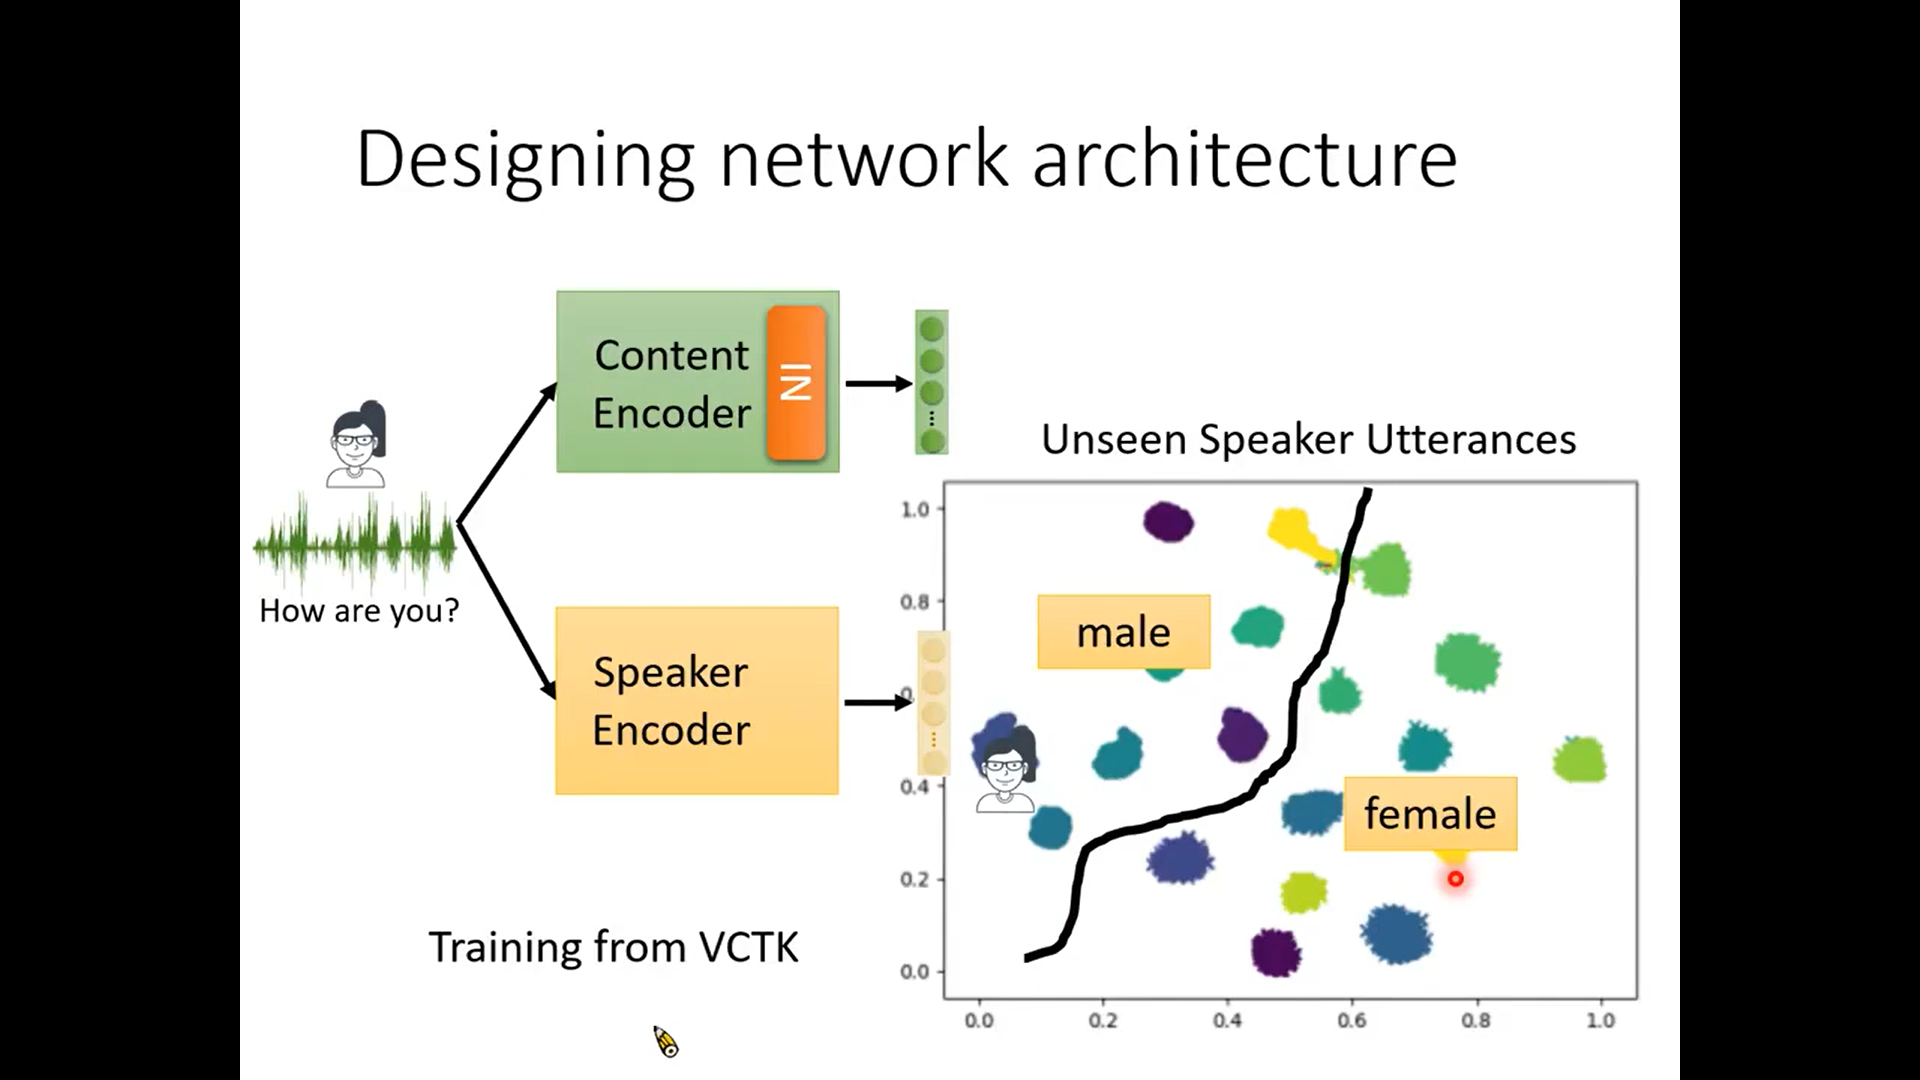 Designing network architecture
Content
Encoder
IN
How are you?
Speaker
Encoder
Training from VCTK
Unseen Speaker Utterances
male
female
1.0
0.8
0.4
0.2
0.0
0.0 0.2 0.4 0.6 0.8 1.0